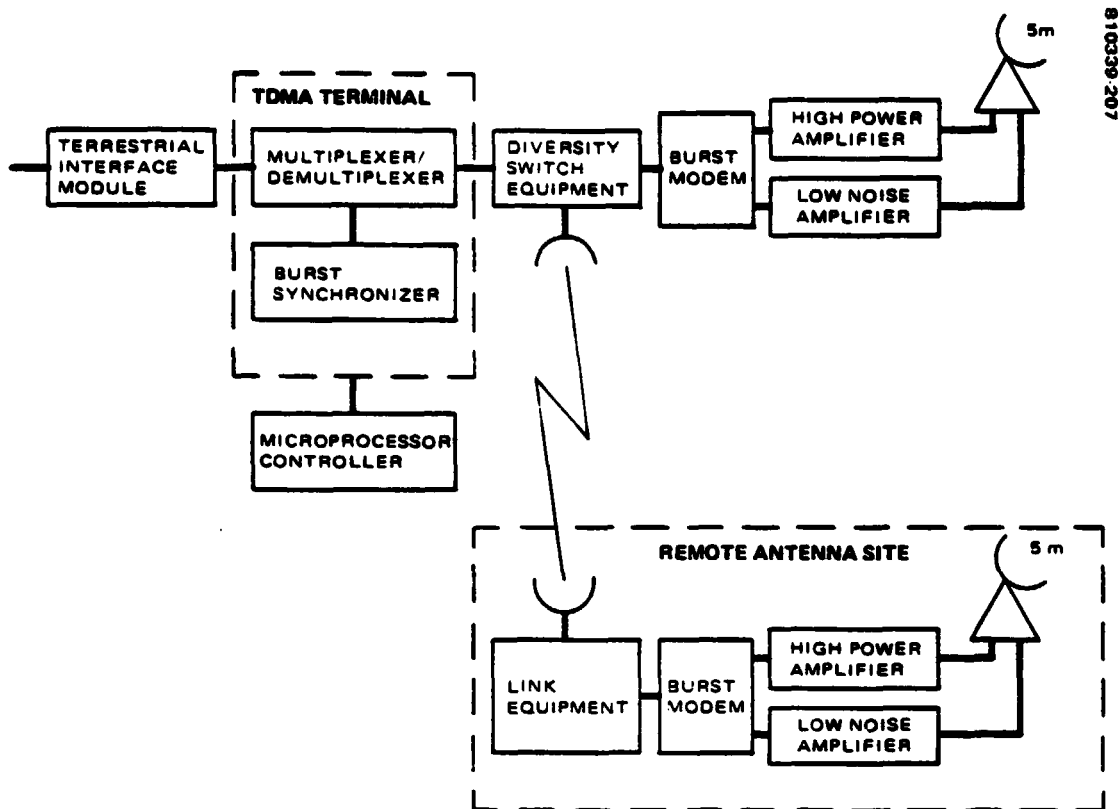 810339-207
5m
TDMA TERMINAL
TERRESTRIAL
INTERFACE
MODULE
MULTIPLEXER/
DEMULTIPLEXER
DIVERSITY
SWITCH
EQUIPMENT
BURST
MODEM
HIGH POWER
AMPLIFIER
LOW NOISE
AMPLIFIER
BURST
SYNCHRONIZER
MICROPROCESSOR
CONTROLLER
REMOTE ANTENNA SITE
5 m
LINK
EQUIPMENT
BURST
MODEM
HIGH POWER
AMPLIFIER
LOW NOISE
AMPLIFIER